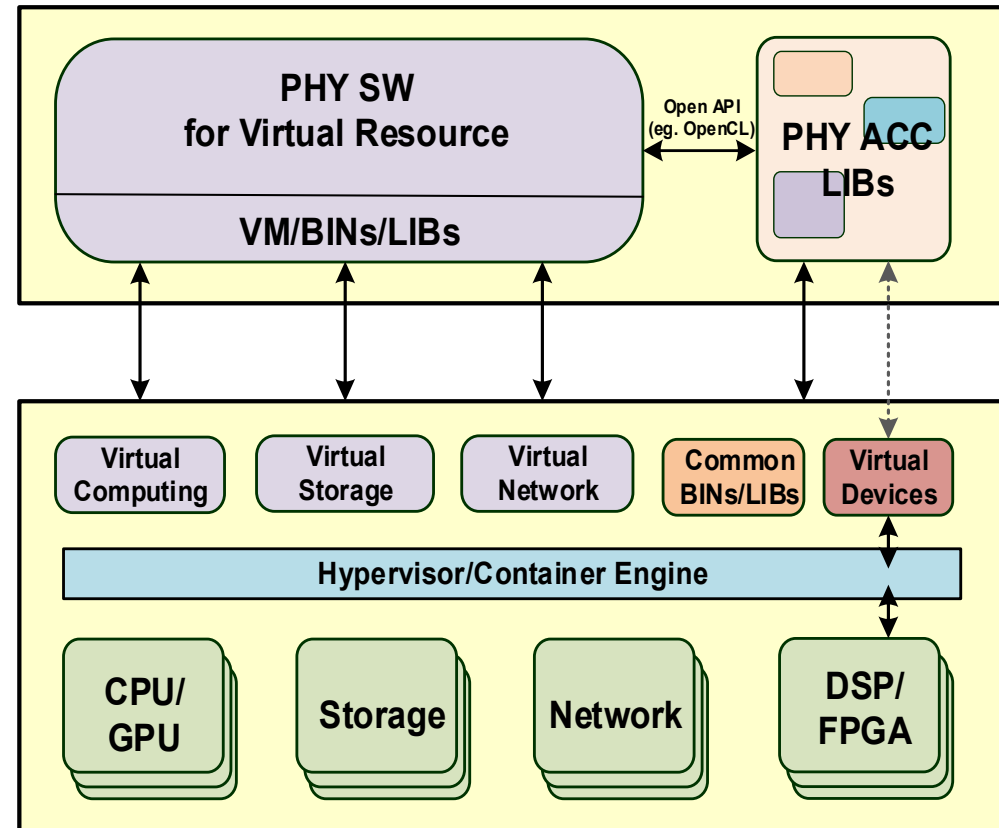 PHY SW
for Virtual Resource
VM/BINs/LIBs
Open API
(eg. OpenCL)
PHY ACC
LIBs
Virtual
Computing
Virtual
Storage
Virtual
Network
Common
BINs/LIBs
Virtual
Devices
Hypervisor/Container Engine
CPU/
GPU
Storage
Network
DSP/
FPGA